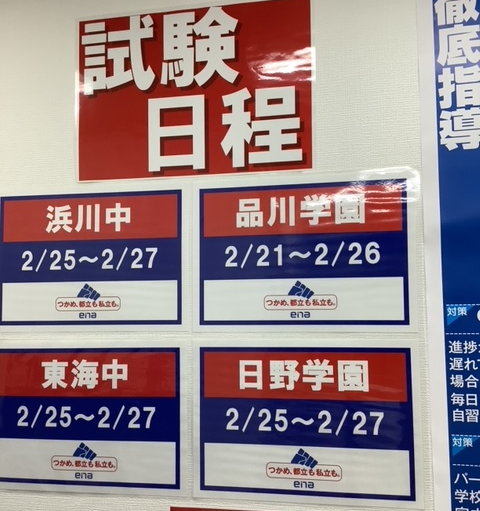 試験
日程
浜川中
2/25～2/27
つかめ、都立も私立も。
ena
品川学園
2/21～2/26
つかめ、都立も私立も。
ena
東海中
2/25～2/27
つかめ、都立も私立も。
ena
日野学園
2/25～2/27
つかめ、都立も私立も。
ena
徹底指導
対策
進捗
遅れ
場合
毎日
自習
対策
パー
学校